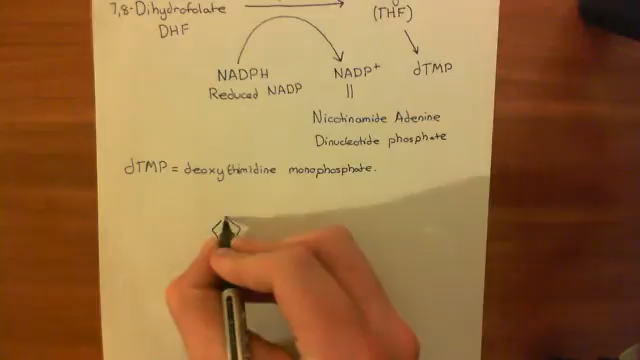 7,8-Dihydrofolate
DHF
(THF)
NADPH
Reduced NADP
NADP+
dTMP
||
Nicotinamide Adenine
Dinucleotide phosphate
dTMP = deoxythimidine monophosphate.